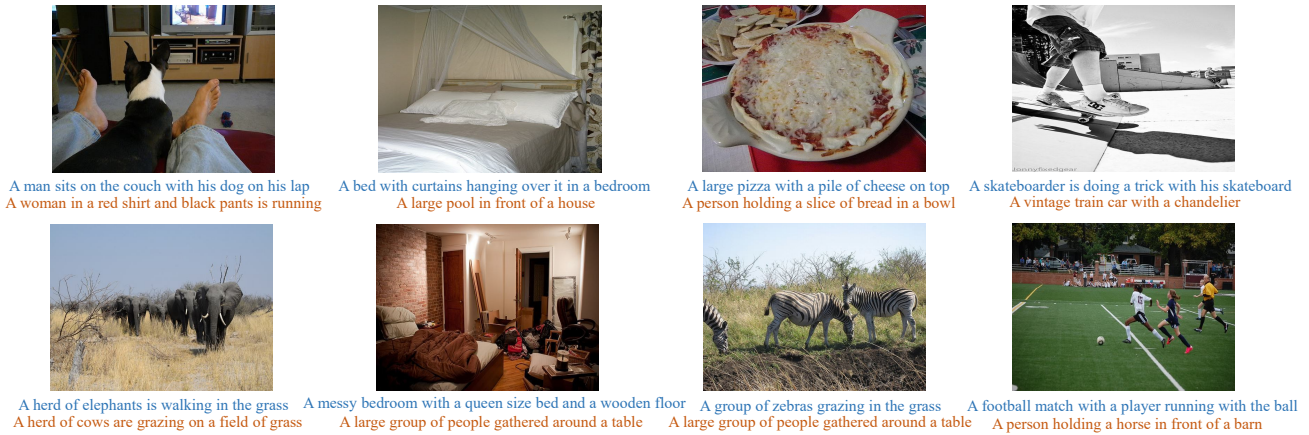 A man sits on the couch with his dog on his lap
A woman in a red shirt and black pants is running
A bed with curtains hanging over it in a bedroom
A large pool in front of a house
A large pizza with a pile of cheese on top
A person holding a slice of bread in a bowl
DC
jonnyfixedgear
A skateboarder is doing a trick with his skateboard
A vintage train car with a chandelier
A herd of elephants is walking in the grass
A herd of cows are grazing on a field of grass
A messy bedroom with a queen size bed and a wooden floor
A large group of people gathered around a table
A group of zebras grazing in the grass
A large group of people gathered around a table
A football match with a player running with the ball
A person holding a horse in front of a barn